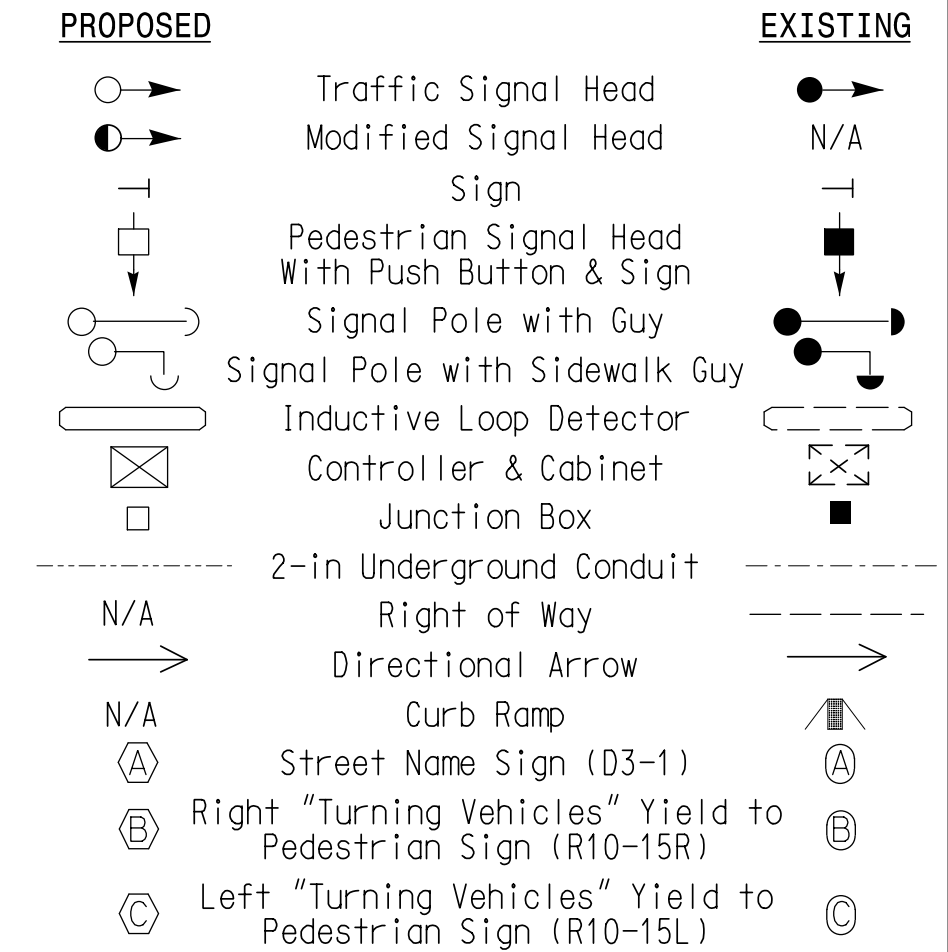 PROPOSED EXISTING
Traffic Signal Head
Modified Signal Head N/A
Sign
Pedestrian Signal Head
With Push Button & Sign
Signal Pole with Guy
Signal Pole with Sidewalk Guy
Inductive Loop Detector
Controller & Cabinet
Junction Box
2-in Underground Conduit
N/A Right of Way
Directional Arrow
N/A Curb Ramp
A Street Name Sign (D3-1) A
Right "Turning Vehicles" Yield to
B Pedestrian Sign (R10-15R) B
Left "Turning Vehicles" Yield to
C Pedestrian Sign (R10-15L) C